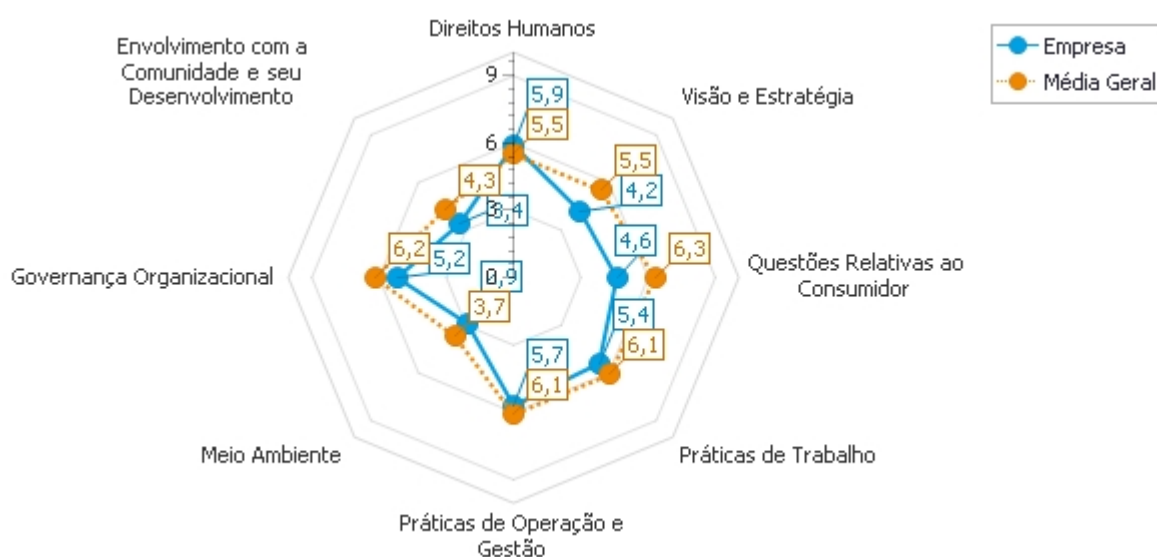 Direitos Humanos
Envolvimento com a
Comunidade e seu
Desenvolvimento
Empresa
Média Geral
Visão e Estratégia
9
5,9
5,5
6
5,5
4,3
4,2
3
3,4
6,2
4,6
6,3
5,2
Governança Organizacional
Questões Relativas ao
Consumidor
3,7
5,4
6,1
5,7
6,1
Meio Ambiente
Práticas de Trabalho
Práticas de Operação e
Gestão